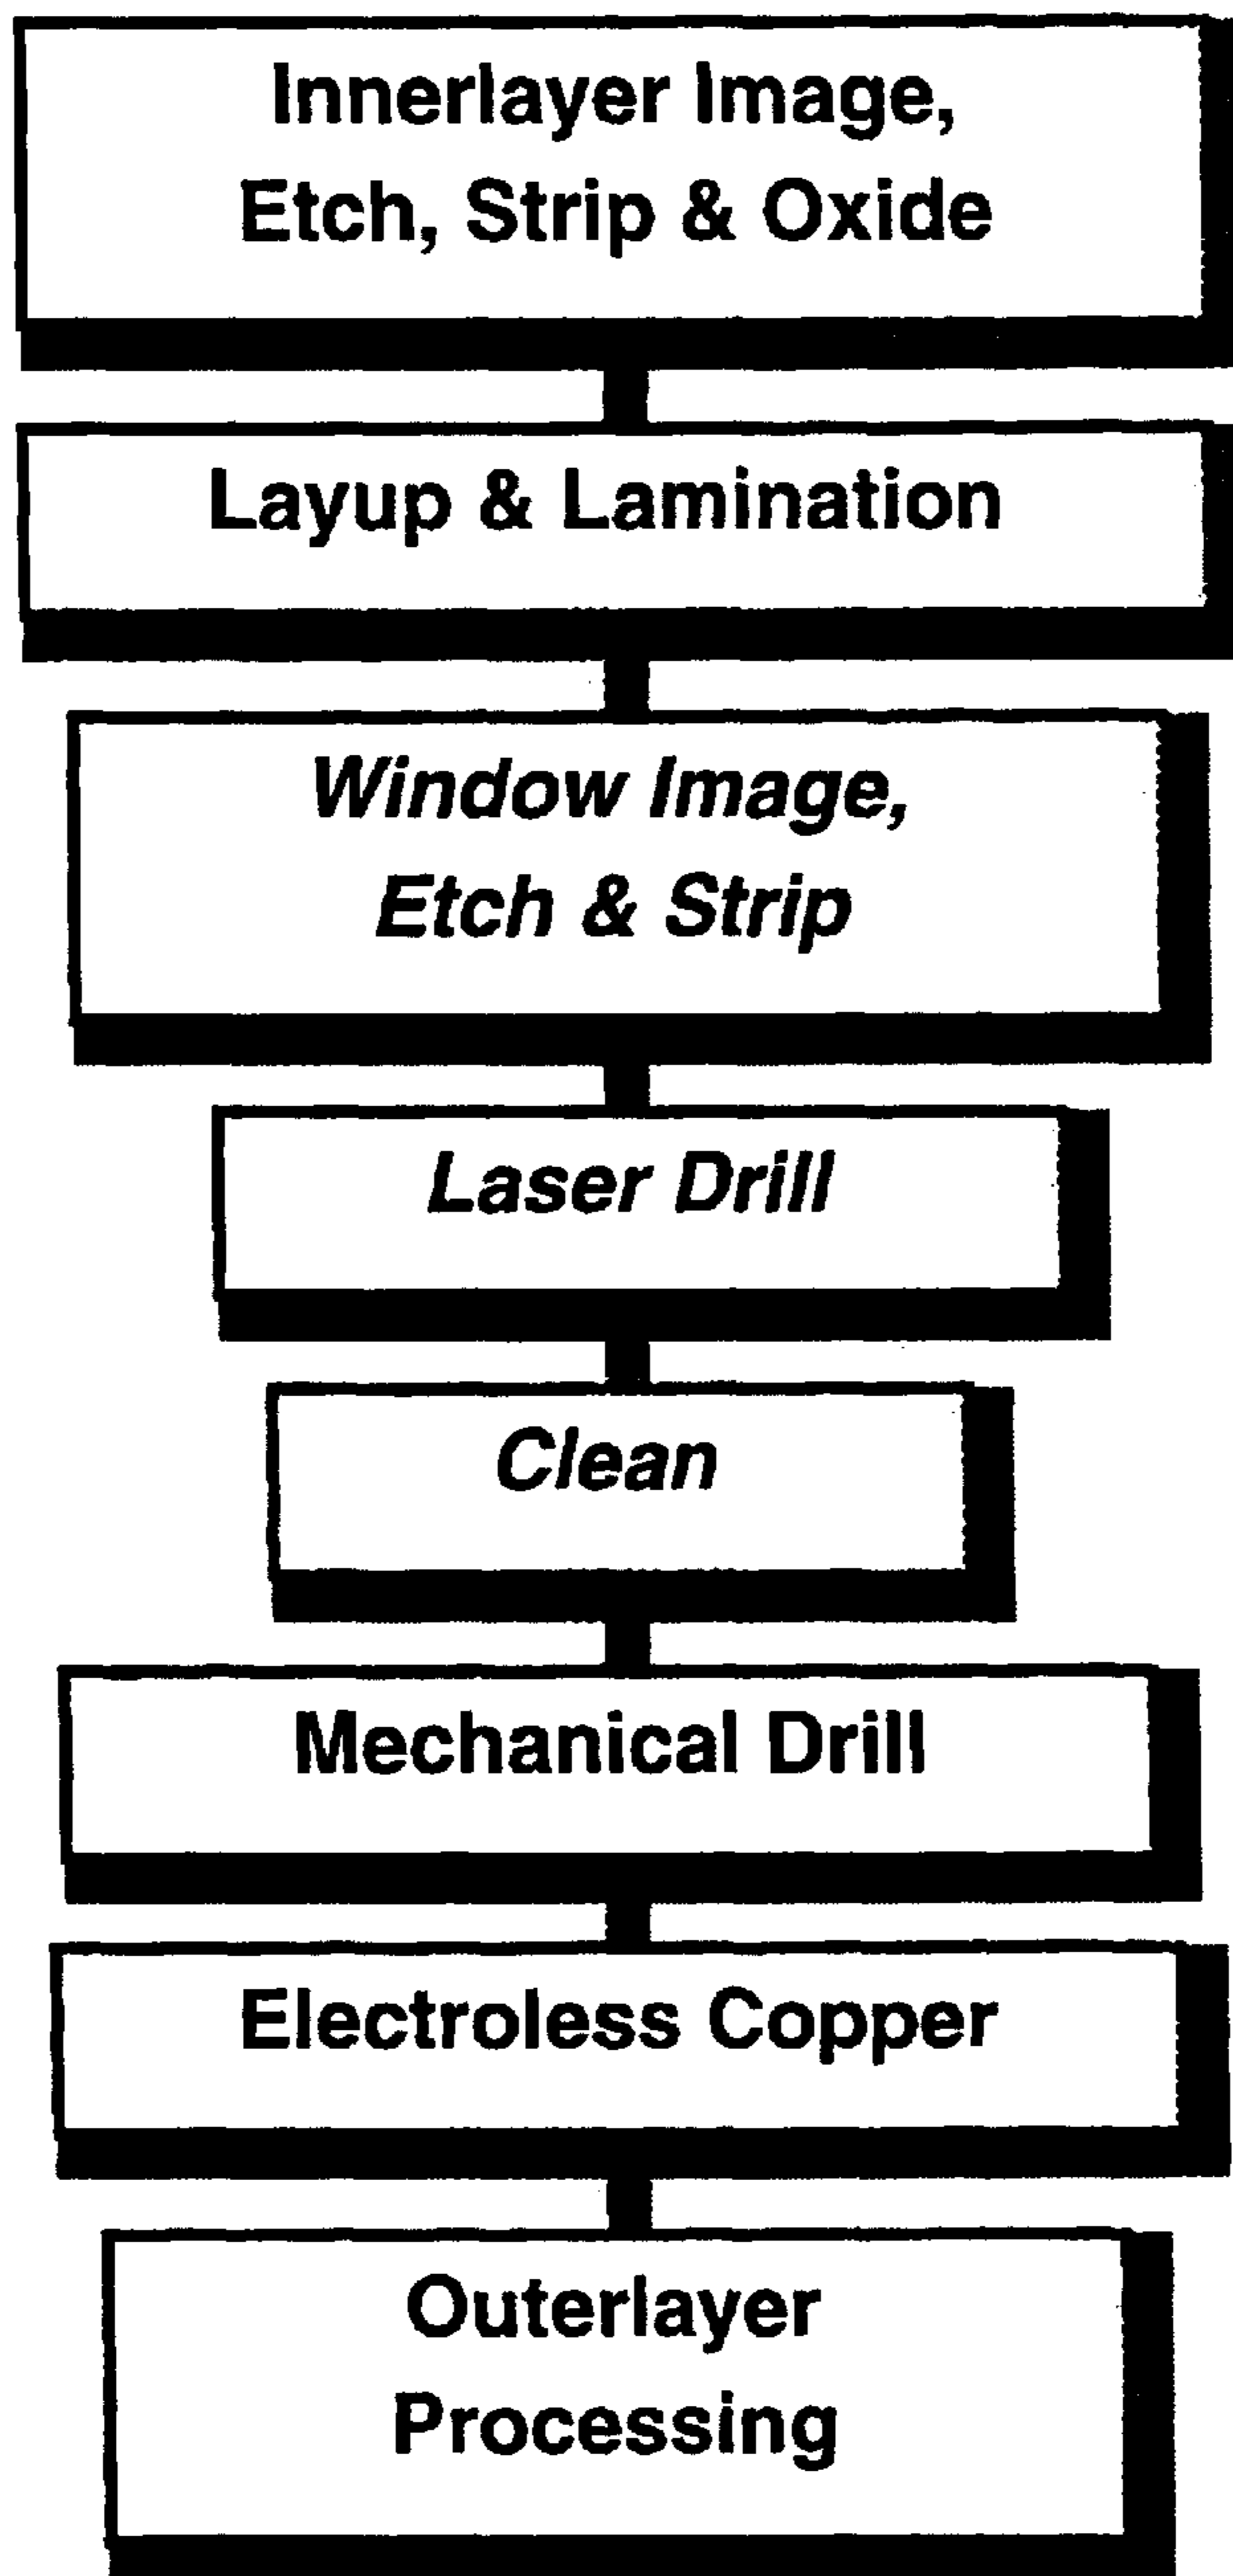 Innerlayer Image,
Etch, Strip & Oxide
Layup & Lamination
Window Image,
Etch & Strip
Laser Drill
Clean
Mechanical Drill
Electroless Copper
Outerlayer
Processing